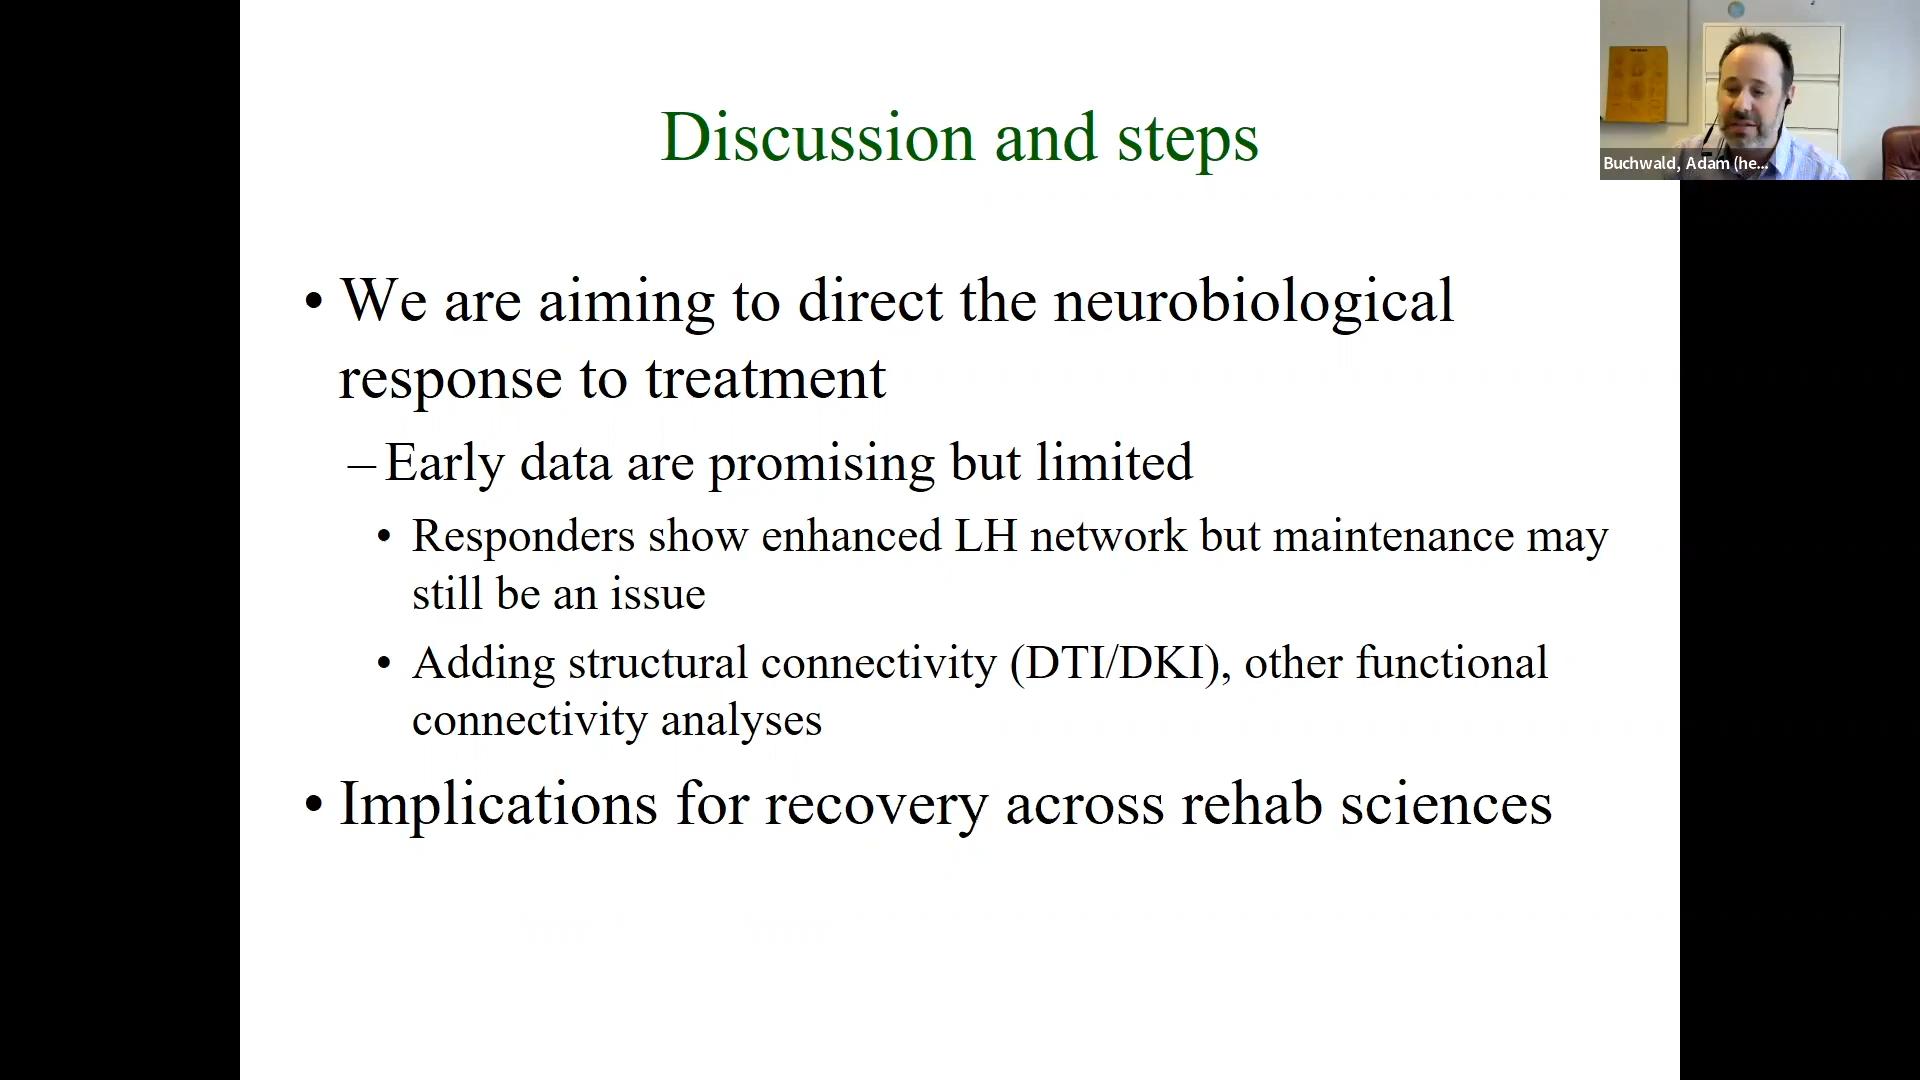 Discussion and steps
Buchwald, Adam (he...
• We are aiming to direct the neurobiological
response to treatment
– Early data are promising but limited
• Responders show enhanced LH network but maintenance may
still be an issue
• Adding structural connectivity (DTI/DKI), other functional
connectivity analyses
• Implications for recovery across rehab sciences